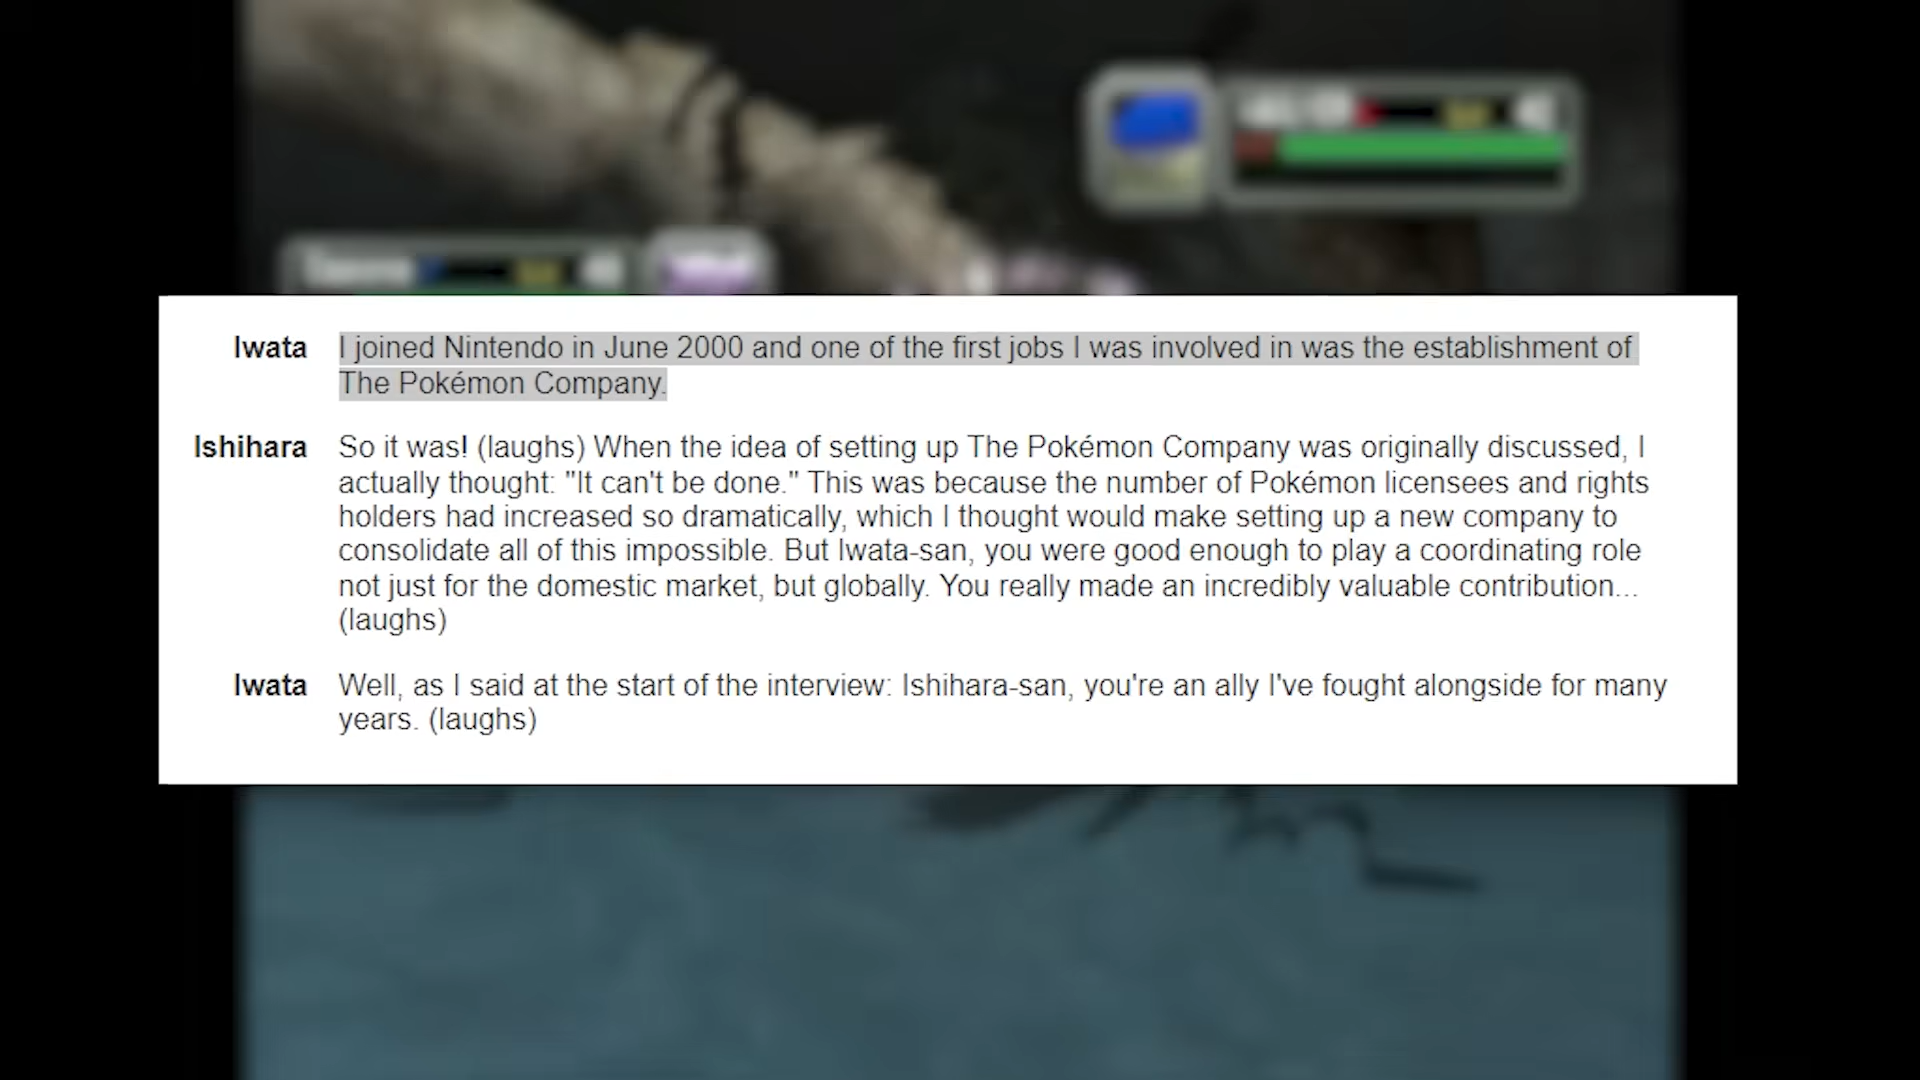 Iwata I joined Nintendo in June 2000 and one of the first jobs I was involved in was the establishment of
The Pokémon Company.
Ishihara So it was! (laughs) When the idea of setting up The Pokémon Company was originally discussed, I
actually thought: "It can't be done." This was because the number of Pokémon licensees and rights
holders had increased so dramatically, which I thought would make setting up a new company to
consolidate all of this impossible. But Iwata-san, you were good enough to play a coordinating role
not just for the domestic market, but globally. You really made an incredibly valuable contribution...
(laughs)
Iwata Well, as I said at the start of the interview: Ishihara-san, you're an ally I've fought alongside for many
years. (laughs)